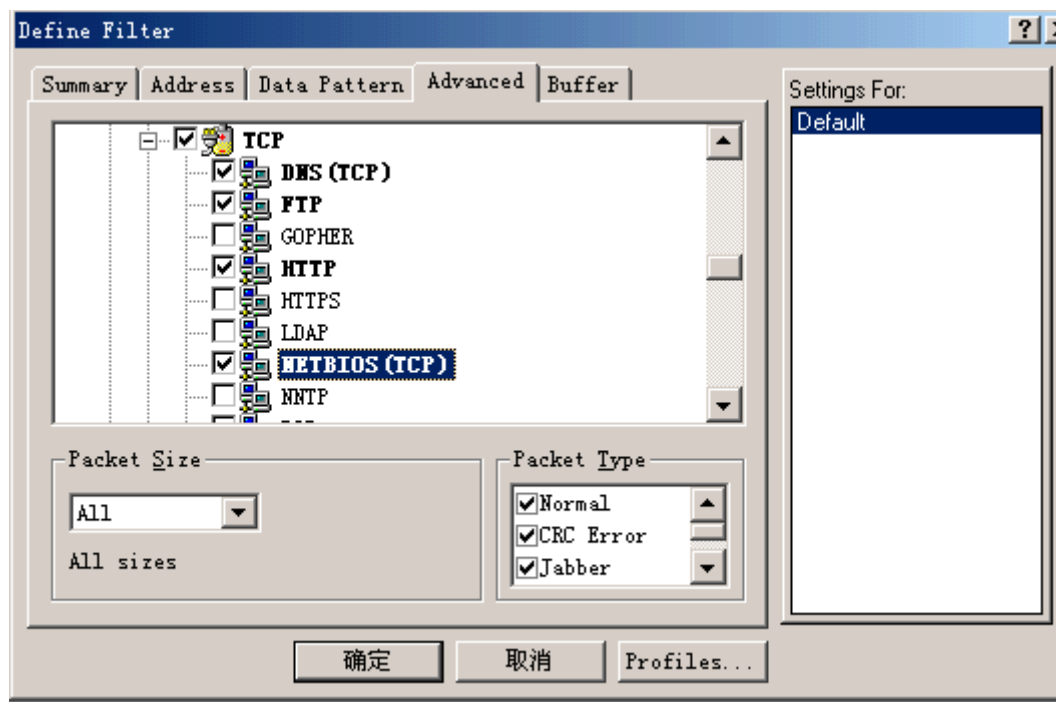 Define Filter
Summary Address Data Pattern Advanced Buffer
Settings For:
Default
TCP
DNS (TCP)
FTP
GOPHER
HTTP
HTTPS
LDAP
NETBIOS (TCP)
NNTP
Packet Size
All
All sizes
Packet Type
Normal
CRC Error
Jabber
确定 取消 Profiles...